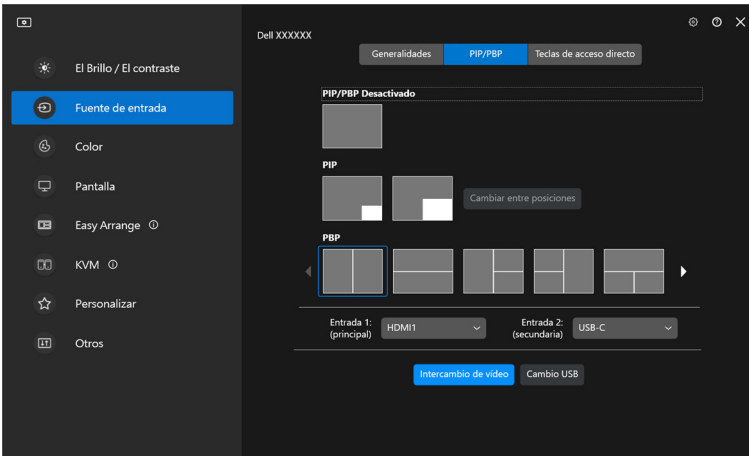 Dell XXXXXX
Generalidades
PIP/PBP
Teclas de acceso directo
El Brillo / El contraste
Fuente de entrada
Color
Pantalla
Easy Arrange
KVM
Personalizar
Otros
PIP/PBP Desactivado
PIP
Cambiar entre posiciones
PBP
Entrada 1:
(principal)
HDMI1
Entrada 2:
(secundaria)
USB-C
Intercambio de vídeo
Cambio USB